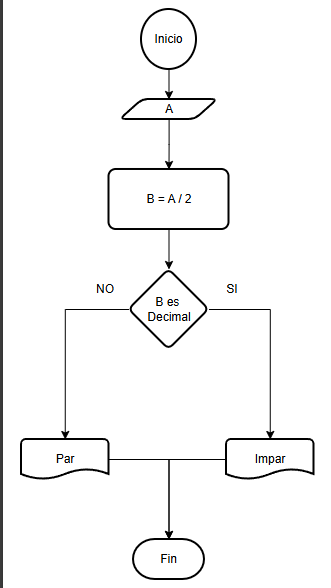 Inicio
A
B = A / 2
NO
SI
B es
Decimal
Par
Impar
Fin